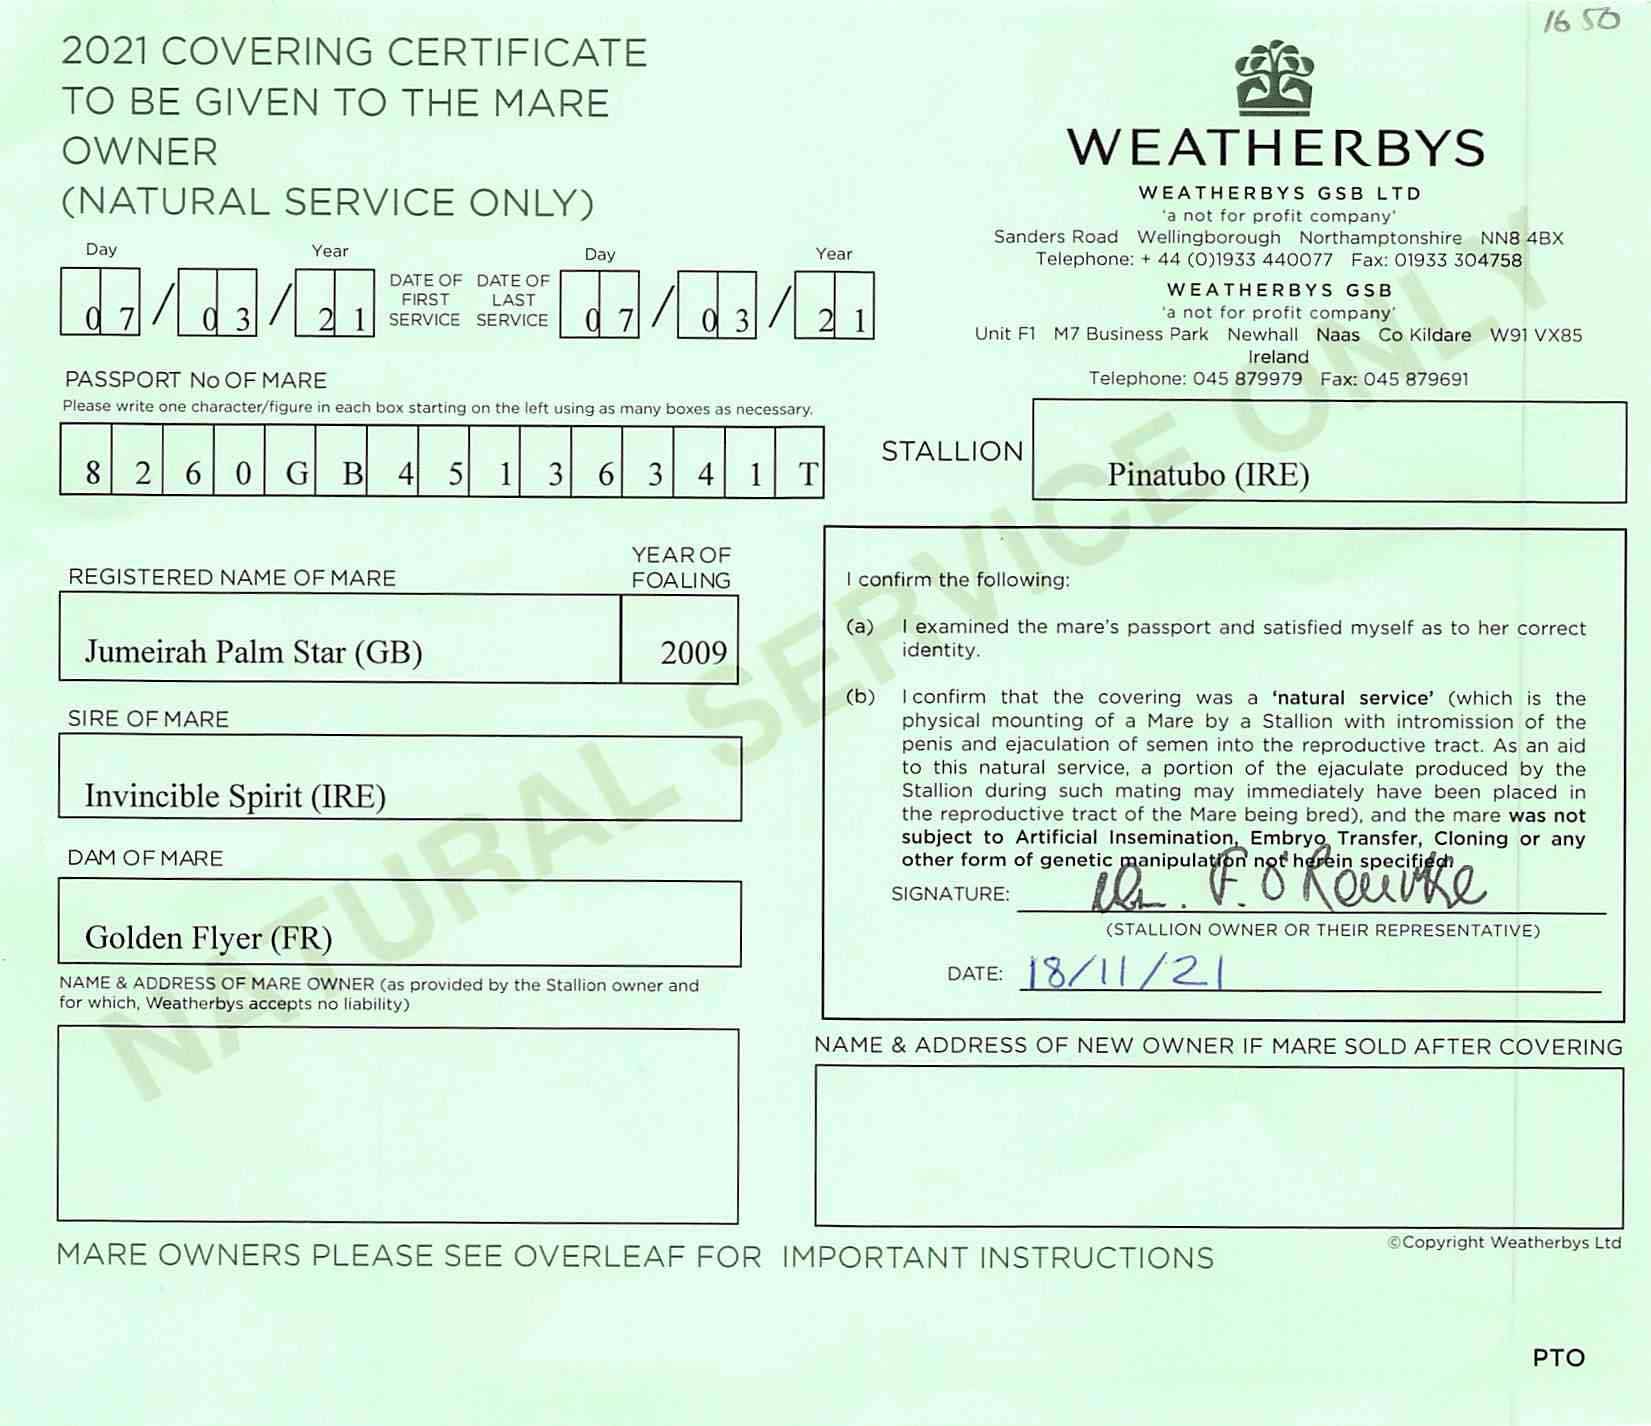 16 50
2021 COVERING CERTIFICATE
TO BE GIVEN TO THE MARE
OWNER
(NATURAL SERVICE ONLY)
WEATHERBYS
WEATHERBYS GSB LTD
'a not for profit company'
Sanders Road Wellingborough Northamptonshire NN8 4BX
Telephone: + 44 (0)1933 440077 Fax: 01933 304758
WEATHERBYS GSB
'a not for profit company'
Unit F1 M7 Business Park Newhall Naas Co Kildare W91 VX85
Ireland
Telephone: 045 879979 Fax: 045 879691
Day Year
07/03/21
DATE OF
FIRST
SERVICE
DATE OF
LAST
SERVICE
Day Year
07/03/21
PASSPORT No OF MARE
Please write one character/figure in each box starting on the left using as many boxes as necessary.
8 2 6 0 G B 4 5 1 3 6 3 4 1 T
STALLION
Pinatubo (IRE)
REGISTERED NAME OF MARE
Jumeirah Palm Star (GB)
YEAR OF
FOALING
2009
SIRE OF MARE
Invincible Spirit (IRE)
DAM OF MARE
Golden Flyer (FR)
NAME & ADDRESS OF MARE OWNER (as provided by the Stallion owner and
for which, Weatherbys accepts no liability)
I confirm the following:
(a) I examined the mare's passport and satisfied myself as to her correct
identity.
(b) I confirm that the covering was a 'natural service' (which is the
physical mounting of a Mare by a Stallion with intromission of the
penis and ejaculation of semen into the reproductive tract. As an aid
to this natural service, a portion of the ejaculate produced by the
Stallion during such mating may immediately have been placed in
the reproductive tract of the Mare being bred), and the mare was not
subject to Artificial Insemination, Embryo Transfer, Cloning or any
other form of genetic manipulation not herein specified.
SIGNATURE: F. O'Rourke
(STALLION OWNER OR THEIR REPRESENTATIVE)
DATE: 18/11/21
NAME & ADDRESS OF NEW OWNER IF MARE SOLD AFTER COVERING
©Copyright Weatherbys Ltd
MARE OWNERS PLEASE SEE OVERLEAF FOR IMPORTANT INSTRUCTIONS
PTO
NATURAL SERVICE ONLY